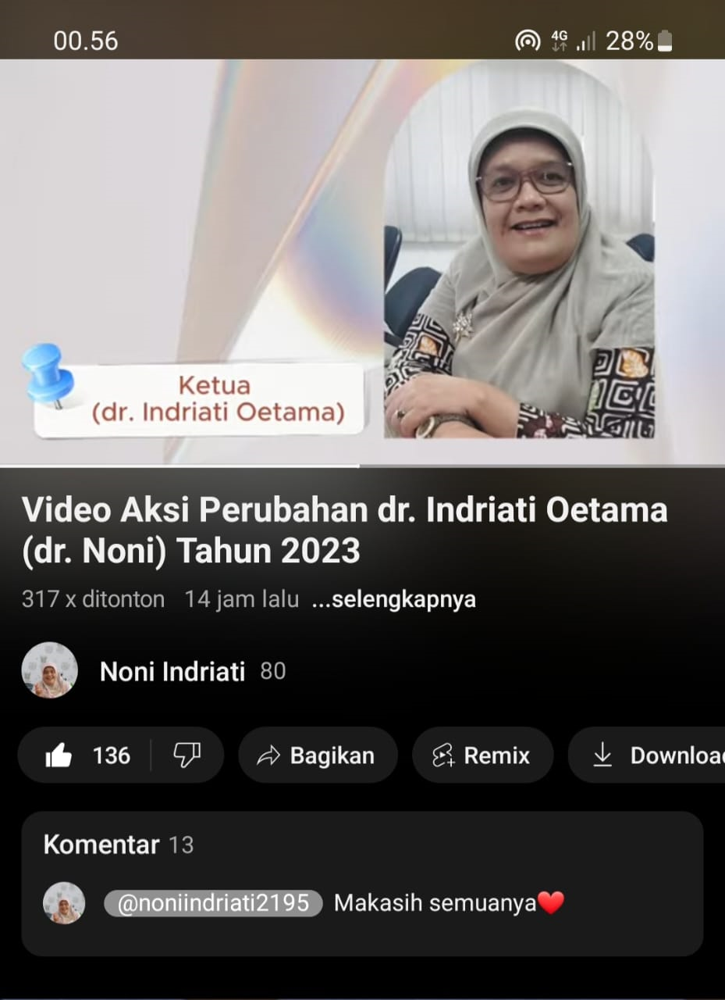 00.56
4G
28%
Ketua
(dr. Indriati Oetama)
Video Aksi Perubahan dr. Indriati Oetama
(dr. Noni) Tahun 2023
317 x ditonton 14 jam lalu ...selengkapnya
Noni Indriati 80
136 Bagikan Remix Downloa
Komentar 13
@noniindriati2195 Makasih semuanya❤️